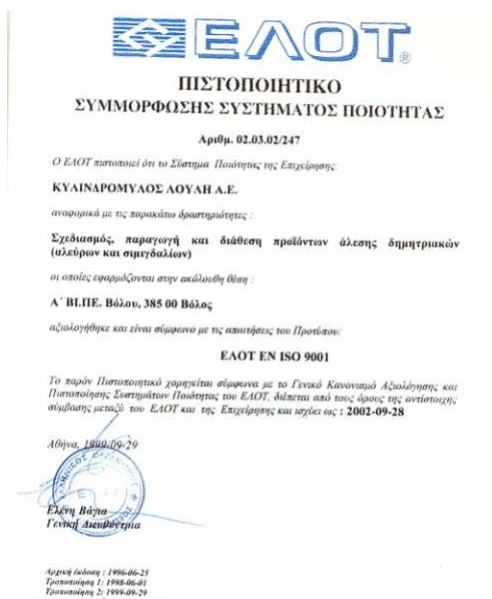 ΕΛΟΤ®
ΠΙΣΤΟΠΟΙΗΤΙΚΟ
ΣΥΜΜΟΡΦΩΣΗΣ ΣΥΣΤΗΜΑΤΟΣ ΠΟΙΟΤΗΤΑΣ
Αριθμ. 02.03.02/247
Ο ΕΛΟΤ πιστοποιεί ότι το Σύστημα Ποιότητας της Επιχείρησης:
ΚΥΛΙΝΔΡΟΜΥΛΟΣ ΛΟΥΛΗ Α.Ε.
αναφορικά με τις παρακάτω δραστηριότητες :
Σχεδιασμός, παραγωγή και διάθεση προϊόντων άλεσης δημητριακών
(αλεύρων και σιμιγδαλίων)
οι οποίες εφαρμόζονται στην ακόλουθη θέση :
Α΄ ΒΙ.ΠΕ. Βόλου, 385 00 Βόλος
αξιολογήθηκε και είναι σύμφωνο με τις απαιτήσεις του Προτύπου:
ΕΛΟΤ EN ISO 9001
Το παρόν Πιστοποιητικό χορηγείται σύμφωνα με το Γενικό Κανονισμό Αξιολόγησης και
Πιστοποίησης Συστημάτων Ποιότητας του ΕΛΟΤ, διέπεται από τους όρους της αντίστοιχης
σύμβασης μεταξύ του ΕΛΟΤ και της Επιχείρησης και ισχύει ως : 2002-09-28
Αθήνα, 1999-09-29
Ελένη Βάγια
Γενική Διευθύντρια
Αρχική έκδοση : 1996-06-25
Τροποποίηση 1: 1998-06-01
Τροποποίηση 2: 1999-09-29